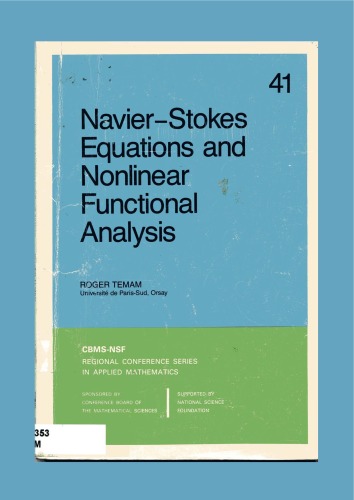 41
Navier–Stokes
Equations and
Nonlinear
Functional
Analysis
ROGER TEMAM
Université de Paris-Sud, Orsay
CBMS-NSF
REGIONAL CONFERENCE SERIES
IN APPLIED MATHEMATICS
SPONSORED BY
CONFERENCE BOARD OF
THE MATHEMATICAL SCIENCES
SUPPORTED BY
NATIONAL SCIENCE
FOUNDATION
353
M